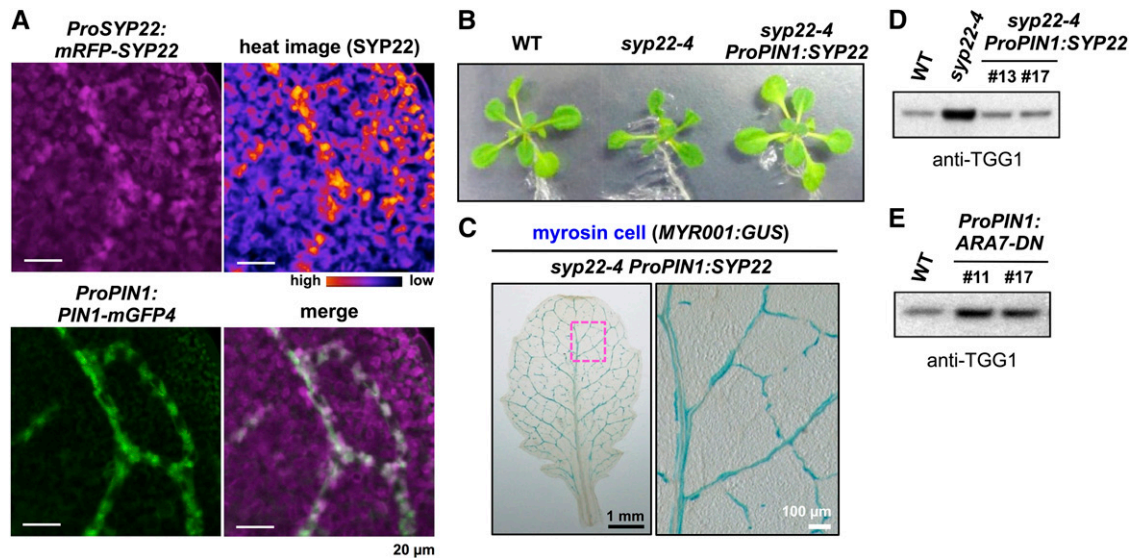 A
ProSYP22:
mRFP-SYP22
heat image (SYP22)
high low
ProPIN1:
PIN1-mGFP4
merge
20 µm
B
WT
syp22-4
syp22-4
ProPIN1:SYP22
C
myrosin cell (MYR001:GUS)
syp22-4 ProPIN1:SYP22
1 mm
100 µm
D
WT
syp22-4
syp22-4
ProPIN1:SYP22
#13 #17
anti-TGG1
E
WT
ProPIN1:
ARA7-DN
#11 #17
anti-TGG1